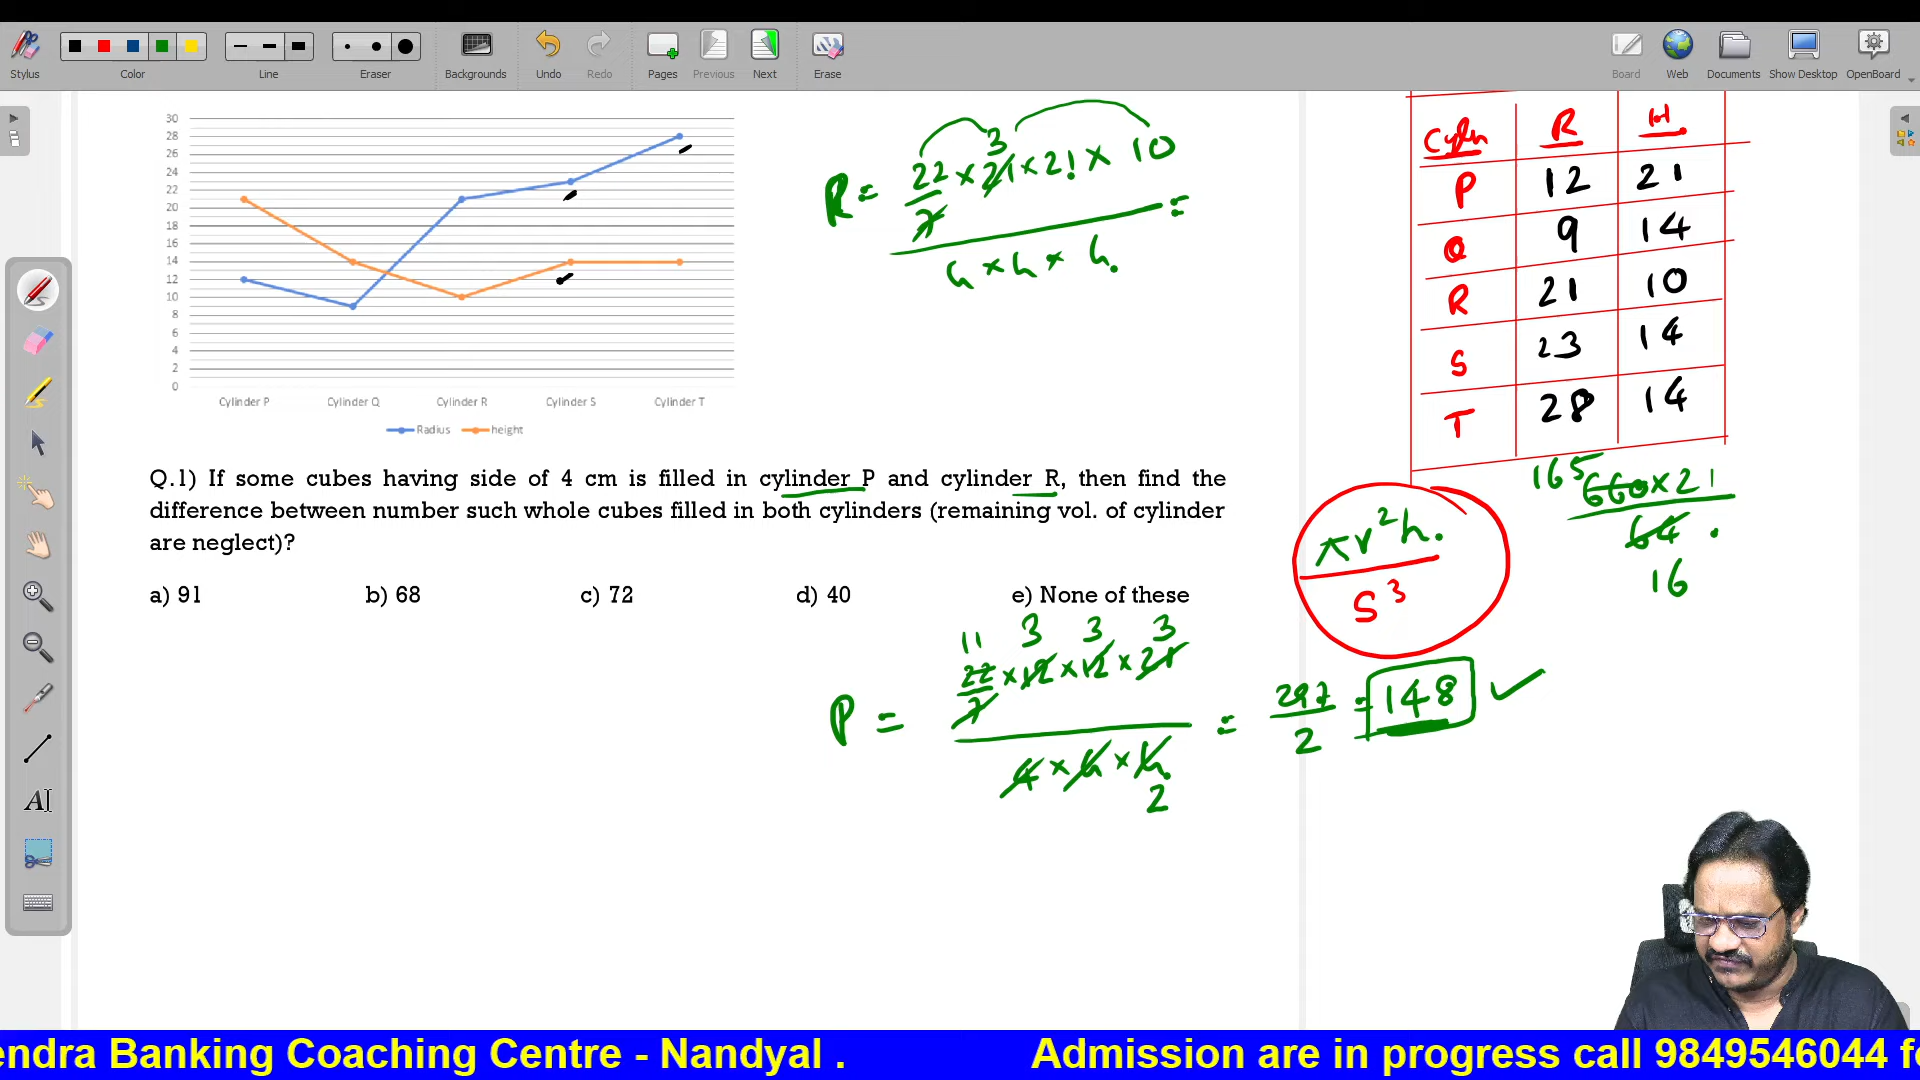 Stylus
Color
Line
Eraser
Backgrounds
Undo
Redo
Pages
Previous
Next
Erase
Board
Web
Documents
Show Desktop
OpenBoard
30
28
26
24
22
20
18
16
14
12
10
8
6
4
2
0
Cylinder P Cylinder Q Cylinder R Cylinder S Cylinder T
Radius height
R = 22/7 × 21 × 21 × 10 =
3
4 × 4 × 4
R H
P 12 21
Q 9 14
R 21 10
S 23 14
T 28 14
Q.1) If some cubes having side of 4 cm is filled in cylinder P and cylinder R, then find the
difference between number such whole cubes filled in both cylinders (remaining vol. of cylinder
are neglect)?
a) 91 b) 68 c) 72 d) 40 e) None of these
165
660 × 21
64
16
πr²h
S³
11 3 3 3
P = 22/7 × 12 × 12 × 21 = 297/2 = 148 ✓
4 × 4 × 4
2
endra Banking Coaching Centre - Nandyal . Admission are in progress call 9849546044